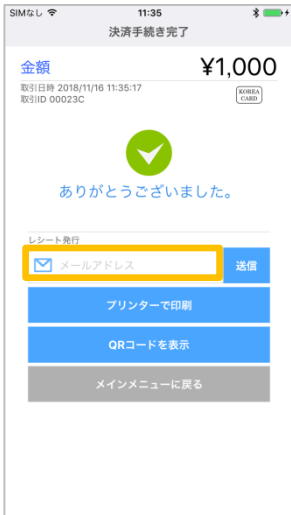 SIMなし 11:35
決済手続き完了
金額 ¥1,000
取引日時 2018/11/16 11:35:17
取引ID 00023C
KOREA
CARD
ありがとうございました。
レシート発行
メールアドレス 送信
プリンターで印刷
QRコードを表示
メインメニューに戻る